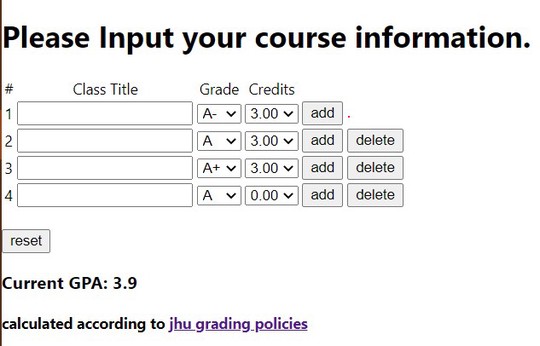 Please Input your course information.
# Class Title Grade Credits
1 A- 3.00 add .
2 A 3.00 add delete
3 A+ 3.00 add delete
4 A 0.00 add delete
reset
Current GPA: 3.9
calculated according to jhu grading policies